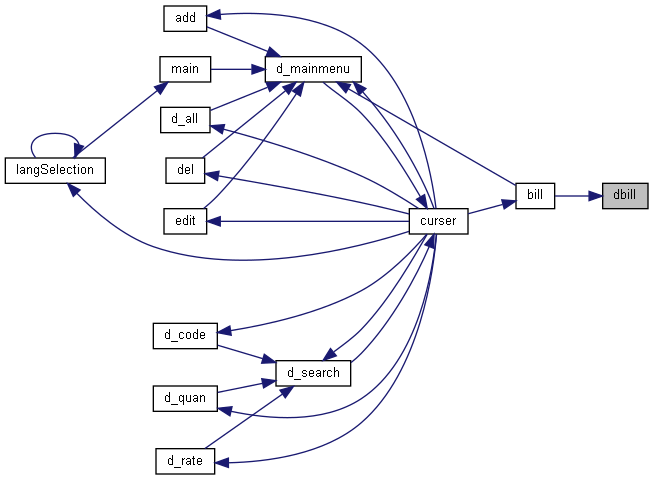 add
main
d_mainmenu
d_all
langSelection
del
bill
dbill
edit
curser
d_code
d_search
d_quan
d_rate